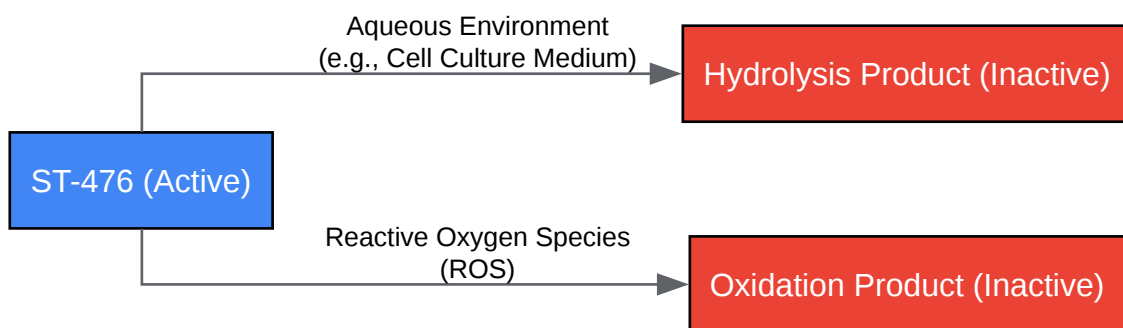 Aqueous Environment
(e.g., Cell Culture Medium)
Hydrolysis Product (Inactive)
ST-476 (Active)
Reactive Oxygen Species
(ROS)
Oxidation Product (Inactive)